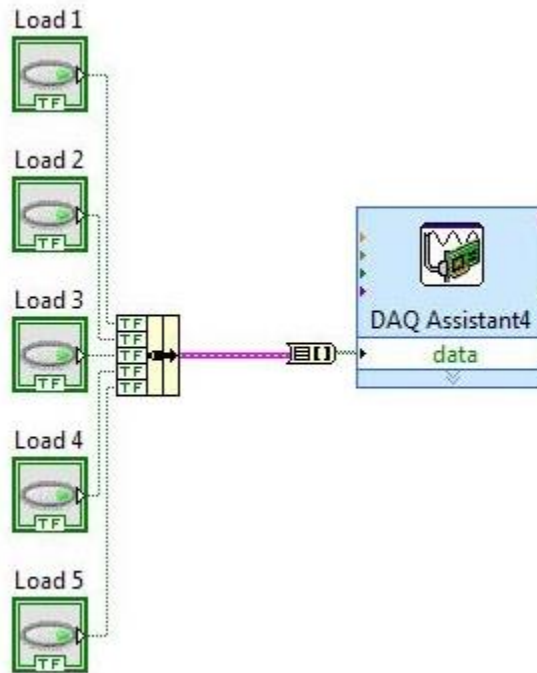 Load 1
TF
Load 2
TF
Load 3
TF
Load 4
TF
Load 5
TF
TF
TF
TF
TF
TF
DAQ Assistant4
data